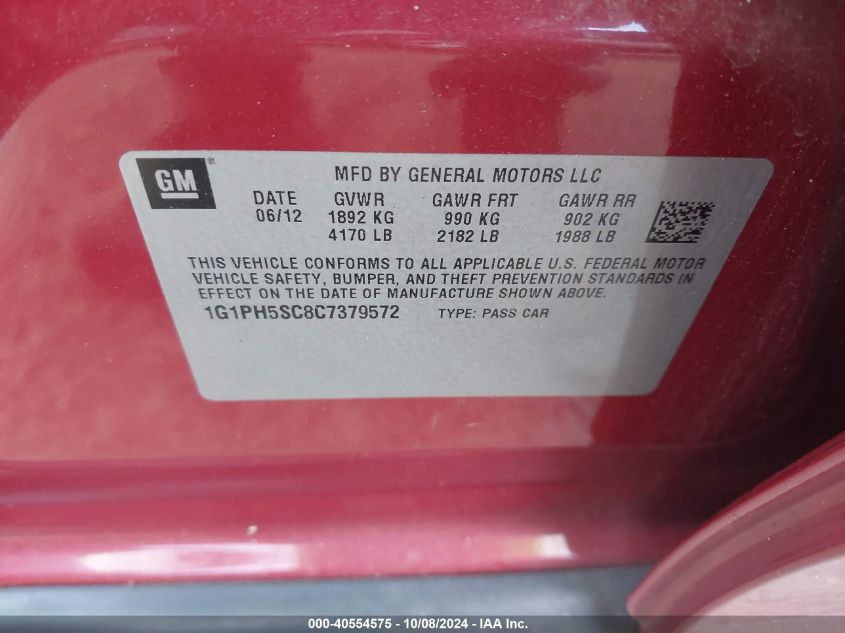 GM ®
MFD BY GENERAL MOTORS LLC
DATE GVWR GAWR FRT GAWR RR
06/12 1892 KG 990 KG 902 KG
4170 LB 2182 LB 1988 LB
THIS VEHICLE CONFORMS TO ALL APPLICABLE U.S. FEDERAL MOTOR
VEHICLE SAFETY, BUMPER, AND THEFT PREVENTION STANDARDS IN
EFFECT ON THE DATE OF MANUFACTURE SHOWN ABOVE.
1G1PH5SC8C7379572 TYPE: PASS CAR
000-40554575 - 10/08/2024 - IAA Inc.